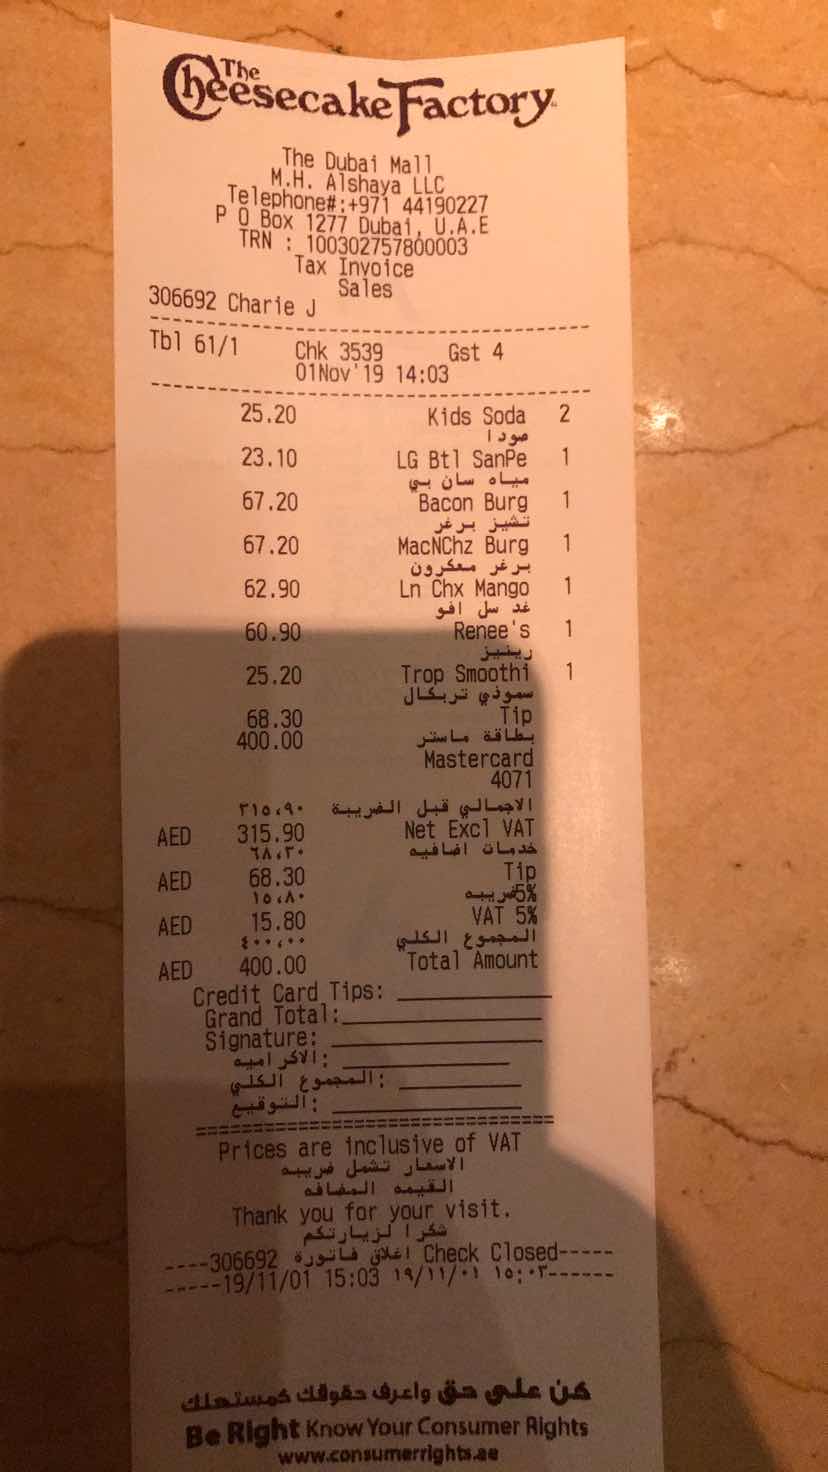 The Cheesecake Factory
The Dubai Mall
M.H. Alshaya LLC
Telephone#:+971 44190227
P O Box 1277 Dubai, U.A.E
TRN : 100302757800003
Tax Invoice
Sales
306692 Charie J
Tbl 61/1 Chk 3539 Gst 4
01Nov'19 14:03
25.20 Kids Soda 2
صودا
23.10 LG Btl SanPe 1
مياه سان بي
67.20 Bacon Burg 1
تشيز برغر
67.20 MacNChz Burg 1
برغر معكرون
62.90 Ln Chx Mango 1
غد سل افو
60.90 Renee's 1
رينيز
25.20 Trop Smoothi 1
سموذي تريكال
68.30 Tip
400.00 بطاقة ماستر
Mastercard
4071
الاجمالي قبل الضريبة ٣١٥،٩٠
AED 315.90 Net Excl VAT
خدمات اضافيه ٦٨،٣٠
AED 68.30 Tip
ضريبه5% ١٥،٨٠
AED 15.80 VAT 5%
المجموع الكلي ٤٠٠،٠٠
AED 400.00 Total Amount
Credit Card Tips: ____________
Grand Total:________________
Signature: _________________
الاكراميه: _____________
المجموع الكلي: __________
التوقيع: _______________
================================
Prices are inclusive of VAT
الاسعار تشمل ضريبه
القيمه المضافه
Thank you for your visit.
شكرا لزيارتكم
----306692 اغلاق فاتورة Check Closed-----
-----19/11/01 15:03 ١٩/١١/٠١ ١٥:٠٣------
كن على حق واعرف حقوقك كمستهلك
Be Right Know Your Consumer Rights
www.consumerrights.ae